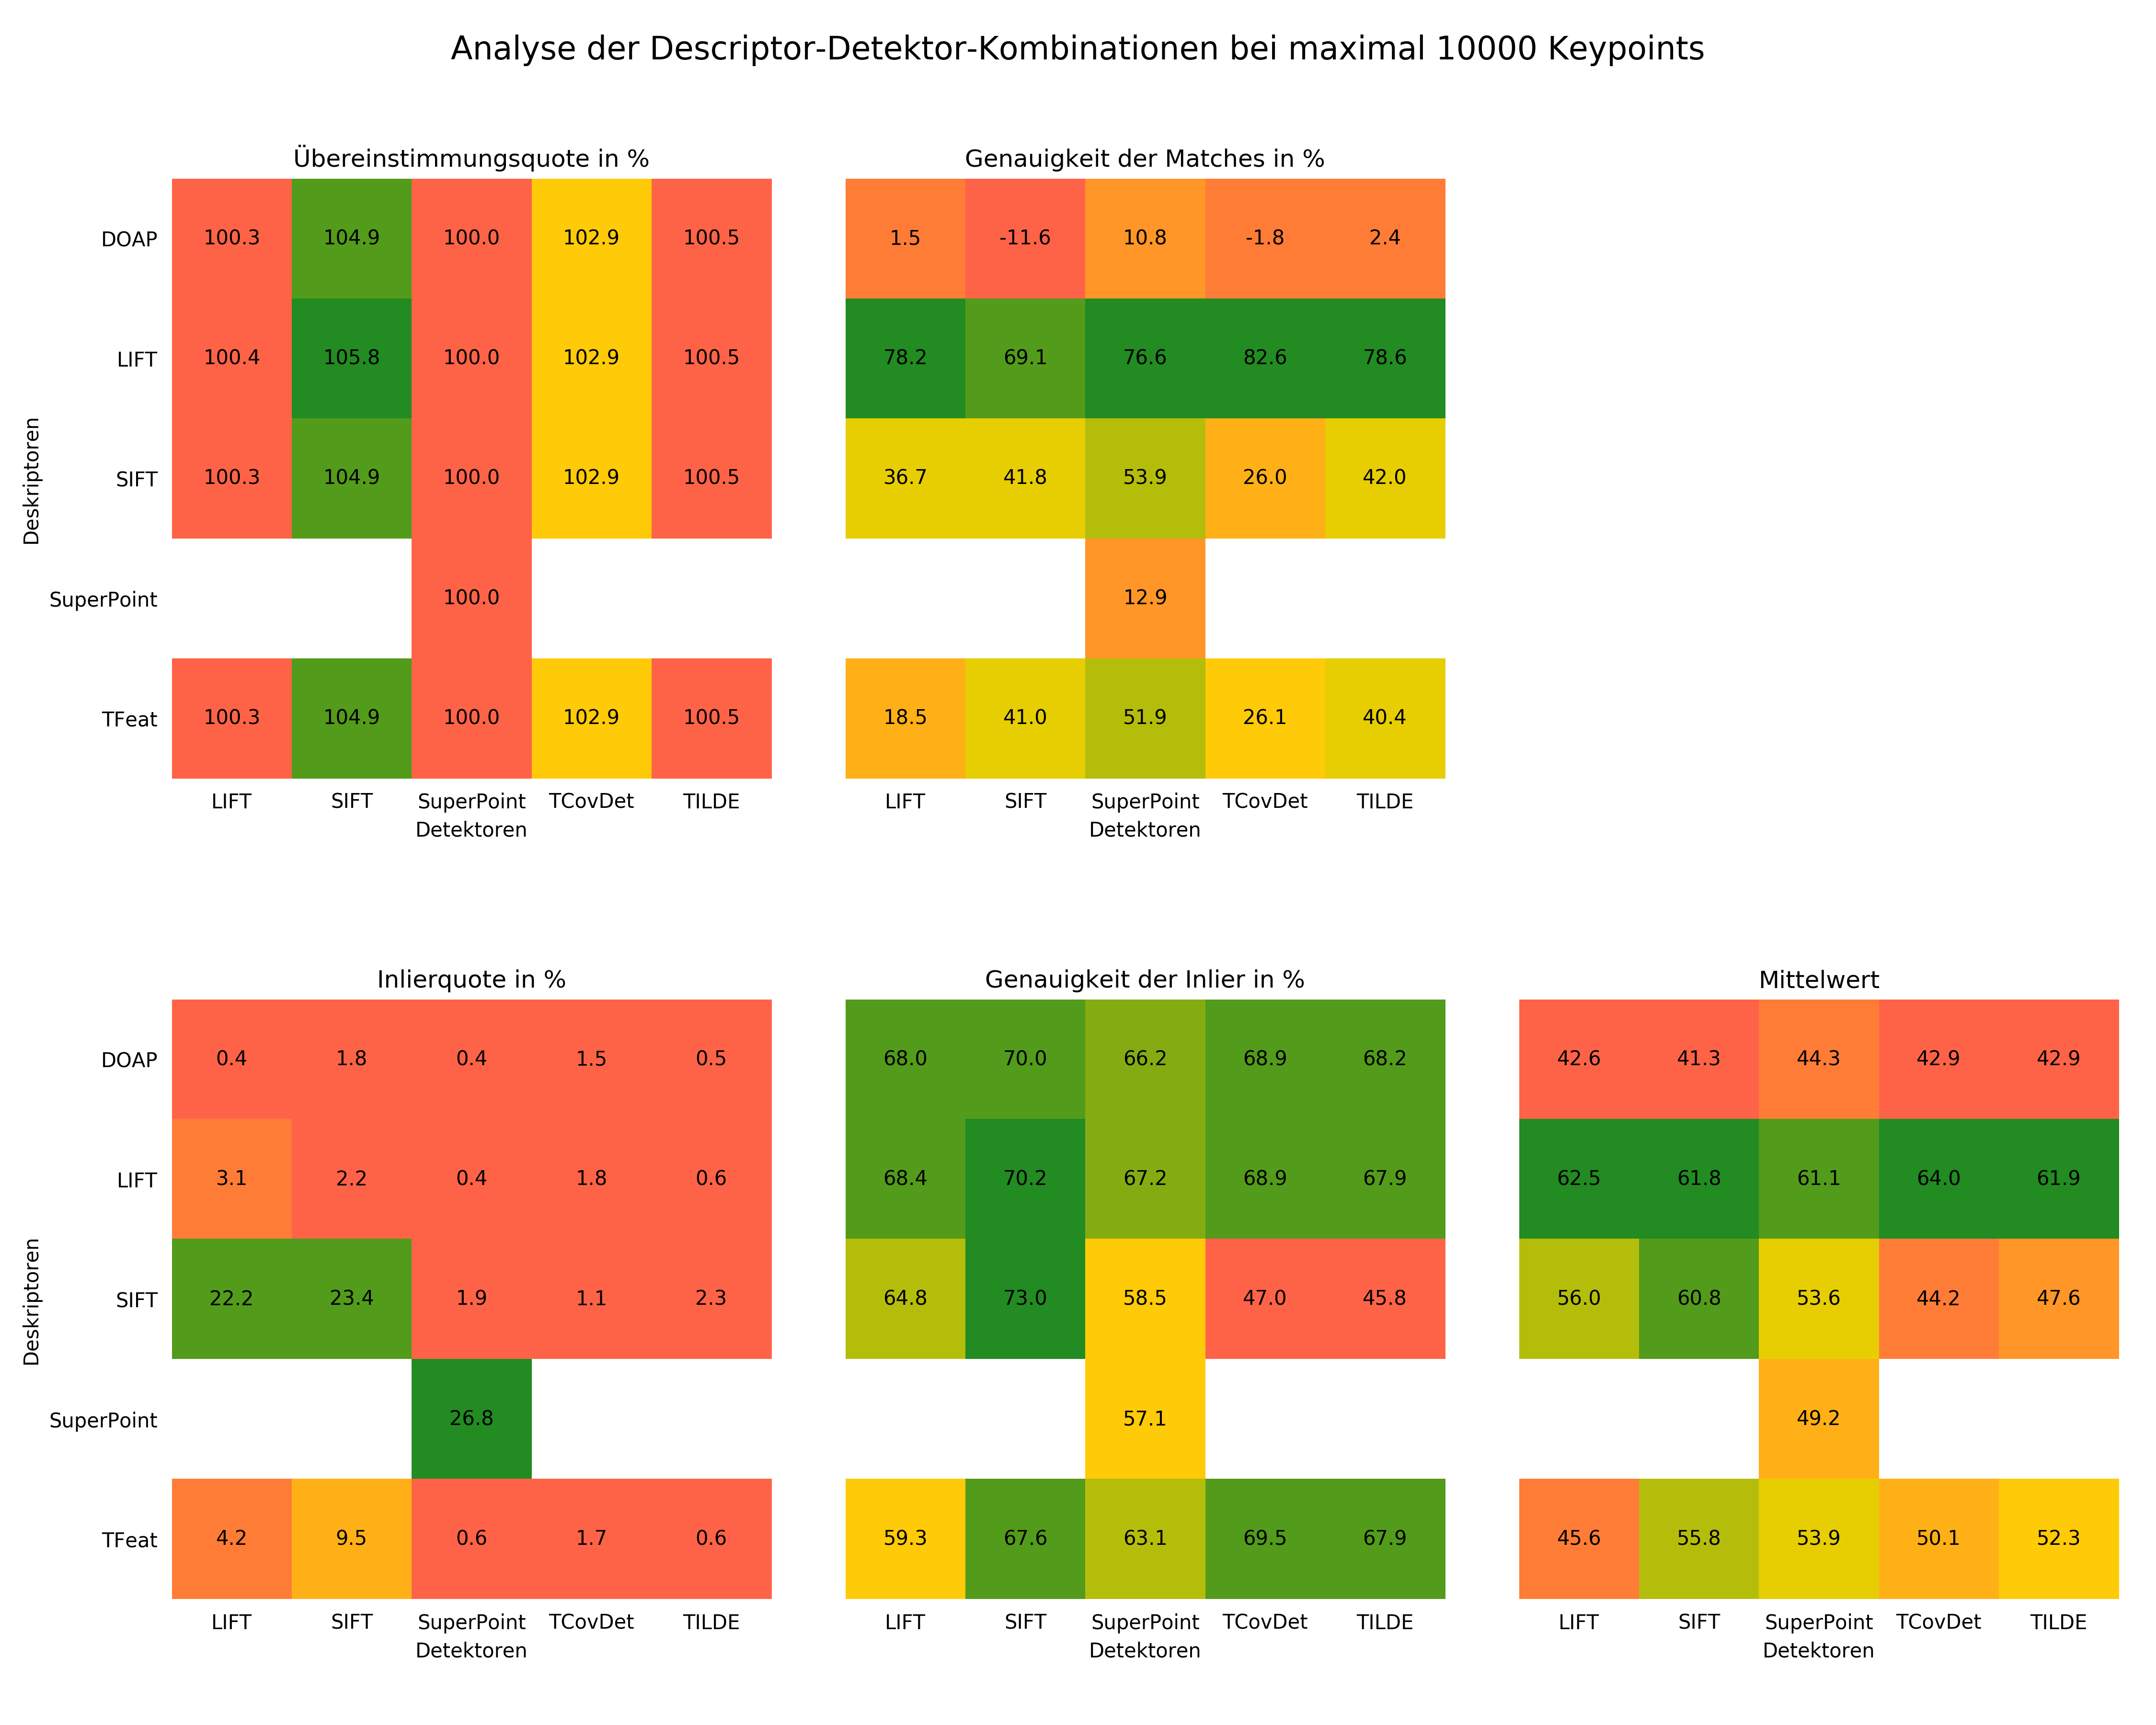 Analyse der Descriptor-Detektor-Kombinationen bei maximal 10000 Keypoints
Übereinstimmungsquote in %
Deskriptoren
DOAP 100.3 104.9 100.0 102.9 100.5
LIFT 100.4 105.8 100.0 102.9 100.5
SIFT 100.3 104.9 100.0 102.9 100.5
SuperPoint 100.0
TFeat 100.3 104.9 100.0 102.9 100.5
LIFT SIFT SuperPoint TCovDet TILDE
Detektoren
Genauigkeit der Matches in %
1.5 -11.6 10.8 -1.8 2.4
78.2 69.1 76.6 82.6 78.6
36.7 41.8 53.9 26.0 42.0
12.9
18.5 41.0 51.9 26.1 40.4
LIFT SIFT SuperPoint TCovDet TILDE
Detektoren
Inlierquote in %
Deskriptoren
DOAP 0.4 1.8 0.4 1.5 0.5
LIFT 3.1 2.2 0.4 1.8 0.6
SIFT 22.2 23.4 1.9 1.1 2.3
SuperPoint 26.8
TFeat 4.2 9.5 0.6 1.7 0.6
LIFT SIFT SuperPoint TCovDet TILDE
Detektoren
Genauigkeit der Inlier in %
68.0 70.0 66.2 68.9 68.2
68.4 70.2 67.2 68.9 67.9
64.8 73.0 58.5 47.0 45.8
57.1
59.3 67.6 63.1 69.5 67.9
LIFT SIFT SuperPoint TCovDet TILDE
Detektoren
Mittelwert
42.6 41.3 44.3 42.9 42.9
62.5 61.8 61.1 64.0 61.9
56.0 60.8 53.6 44.2 47.6
49.2
45.6 55.8 53.9 50.1 52.3
LIFT SIFT SuperPoint TCovDet TILDE
Detektoren